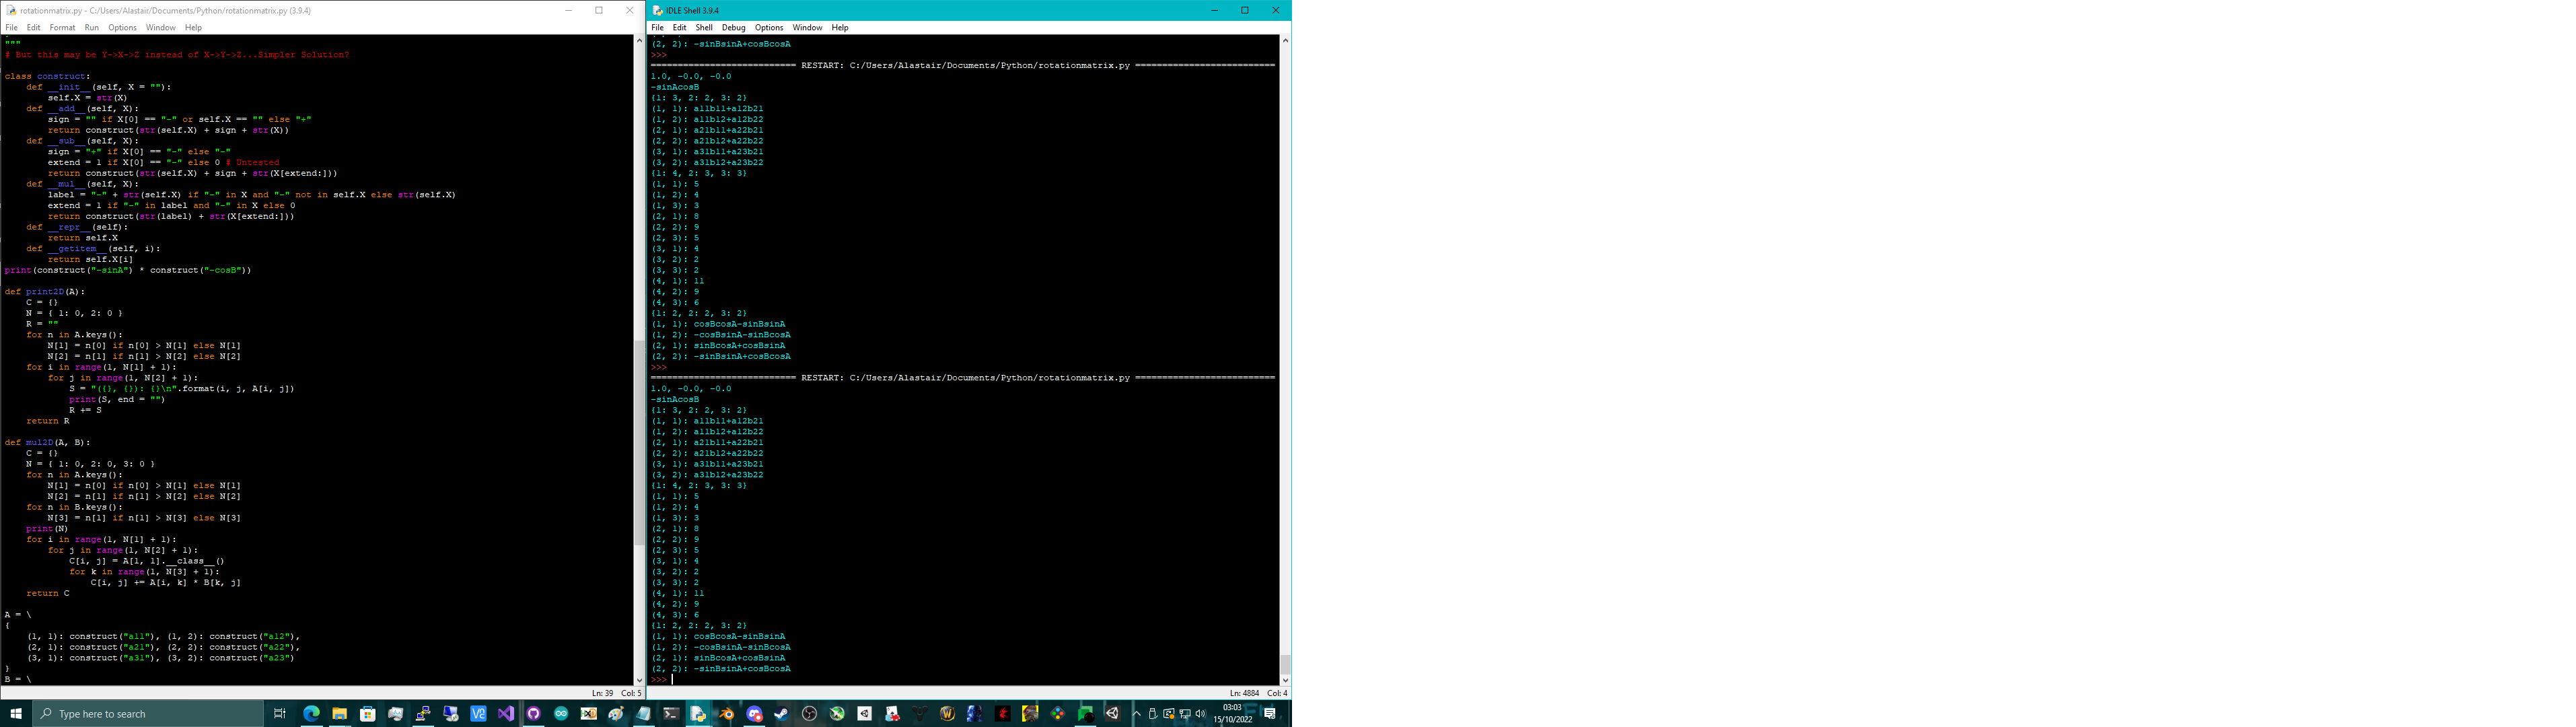 rotationmatrix.py - C:/Users/Alastair/Documents/Python/rotationmatrix.py (3.9.4)
File Edit Format Run Options Window Help
"""
# But this may be Y->X->Z instead of X->Y->Z...Simpler Solution?
class construct:
    def __init__(self, X = ""):
        self.X = str(X)
    def __add__(self, X):
        sign = "" if X[0] == "-" or self.X == "" else "+"
        return construct(str(self.X) + sign + str(X))
    def __sub__(self, X):
        sign = "+" if X[0] == "-" else "-"
        extend = 1 if X[0] == "-" else 0 # Untested
        return construct(str(self.X) + sign + str(X[extend:]))
    def __mul__(self, X):
        label = "-" + str(self.X) if "-" in X and "-" not in self.X else str(self.X)
        extend = 1 if "-" in label and "-" in X else 0
        return construct(str(label) + str(X[extend:]))
    def __repr__(self):
        return self.X
    def __getitem__(self, i):
        return self.X[i]
print(construct("-sinA") * construct("-cosB"))
def print2D(A):
    C = {}
    N = { 1: 0, 2: 0 }
    R = ""
    for n in A.keys():
        N[1] = n[0] if n[0] > N[1] else N[1]
        N[2] = n[1] if n[1] > N[2] else N[2]
    for i in range(1, N[1] + 1):
        for j in range(1, N[2] + 1):
            S = "({}, {}): {}\n".format(i, j, A[i, j])
            print(S, end = "")
            R += S
    return R
def mul2D(A, B):
    C = {}
    N = { 1: 0, 2: 0, 3: 0 }
    for n in A.keys():
        N[1] = n[0] if n[0] > N[1] else N[1]
        N[2] = n[1] if n[1] > N[2] else N[2]
    for n in B.keys():
        N[3] = n[1] if n[1] > N[3] else N[3]
    print(N)
    for i in range(1, N[1] + 1):
        for j in range(1, N[2] + 1):
            C[i, j] = A[1, 1].__class__()
            for k in range(1, N[3] + 1):
                C[i, j] += A[i, k] * B[k, j]
    return C
A = \
{
    (1, 1): construct("a11"), (1, 2): construct("a12"),
    (2, 1): construct("a21"), (2, 2): construct("a22"),
    (3, 1): construct("a31"), (3, 2): construct("a23")
}
B = \
Ln: 39 Col: 5
IDLE Shell 3.9.4
File Edit Shell Debug Options Window Help
(2, 2): -sinBsinA+cosBcosA
>>>
=========================== RESTART: C:/Users/Alastair/Documents/Python/rotationmatrix.py ==========================
1.0, -0.0, -0.0
-sinAcosB
{1: 3, 2: 2, 3: 2}
(1, 1): a11b11+a12b21
(1, 2): a11b12+a12b22
(2, 1): a21b11+a22b21
(2, 2): a21b12+a22b22
(3, 1): a31b11+a23b21
(3, 2): a31b12+a23b22
{1: 4, 2: 3, 3: 3}
(1, 1): 5
(1, 2): 4
(1, 3): 3
(2, 1): 8
(2, 2): 9
(2, 3): 5
(3, 1): 4
(3, 2): 2
(3, 3): 2
(4, 1): 11
(4, 2): 9
(4, 3): 6
{1: 2, 2: 2, 3: 2}
(1, 1): cosBcosA-sinBsinA
(1, 2): -cosBsinA-sinBcosA
(2, 1): sinBcosA+cosBsinA
(2, 2): -sinBsinA+cosBcosA
>>>
=========================== RESTART: C:/Users/Alastair/Documents/Python/rotationmatrix.py ==========================
1.0, -0.0, -0.0
-sinAcosB
{1: 3, 2: 2, 3: 2}
(1, 1): a11b11+a12b21
(1, 2): a11b12+a12b22
(2, 1): a21b11+a22b21
(2, 2): a21b12+a22b22
(3, 1): a31b11+a23b21
(3, 2): a31b12+a23b22
{1: 4, 2: 3, 3: 3}
(1, 1): 5
(1, 2): 4
(1, 3): 3
(2, 1): 8
(2, 2): 9
(2, 3): 5
(3, 1): 4
(3, 2): 2
(3, 3): 2
(4, 1): 11
(4, 2): 9
(4, 3): 6
{1: 2, 2: 2, 3: 2}
(1, 1): cosBcosA-sinBsinA
(1, 2): -cosBsinA-sinBcosA
(2, 1): sinBcosA+cosBsinA
(2, 2): -sinBsinA+cosBcosA
>>>
Ln: 4884 Col: 4
Type here to search
03:03
15/10/2022